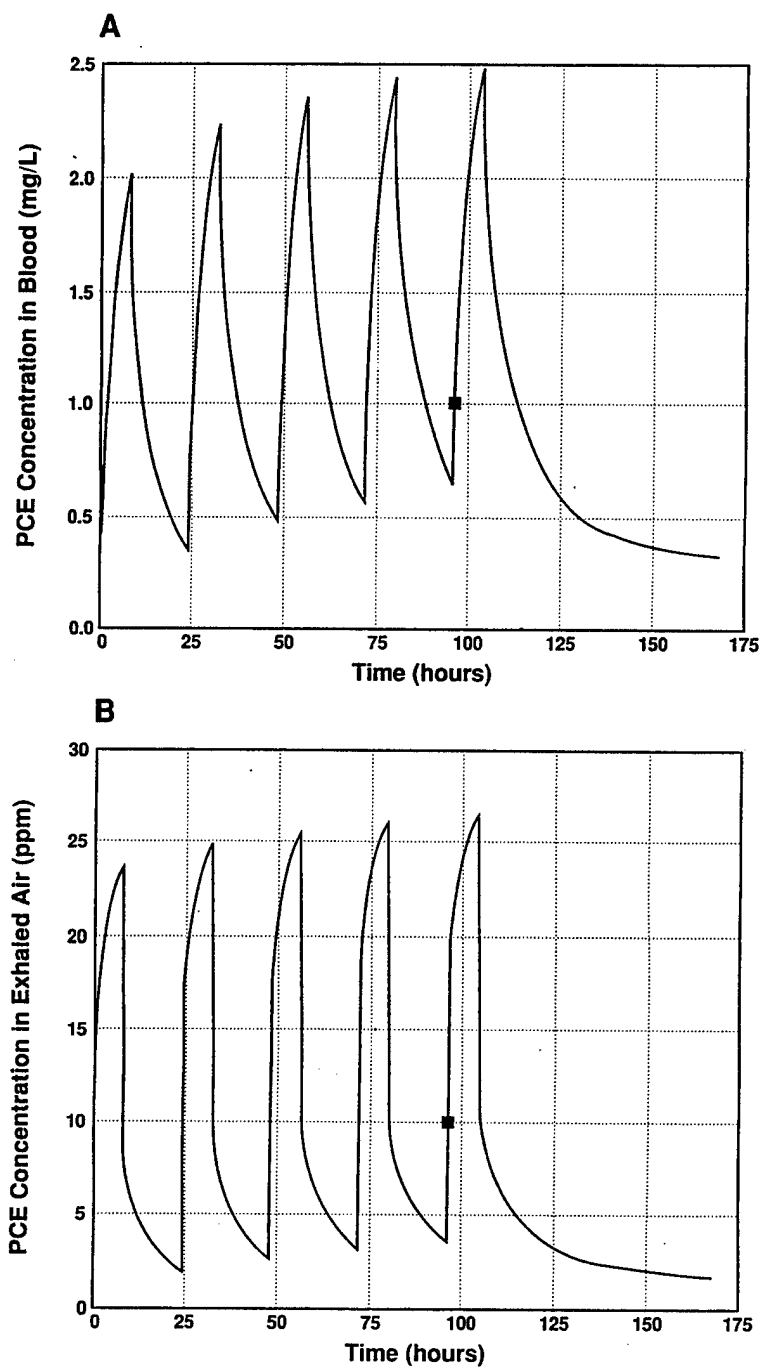 A
PCE Concentration in Blood (mg/L)
2.5
2.0
1.5
1.0
0.5
0.0
0 25 50 75 100 125 150 175
Time (hours)
B
PCE Concentration in Exhaled Air (ppm)
30
25
20
15
10
5
0
0 25 50 75 100 125 150 175
Time (hours)